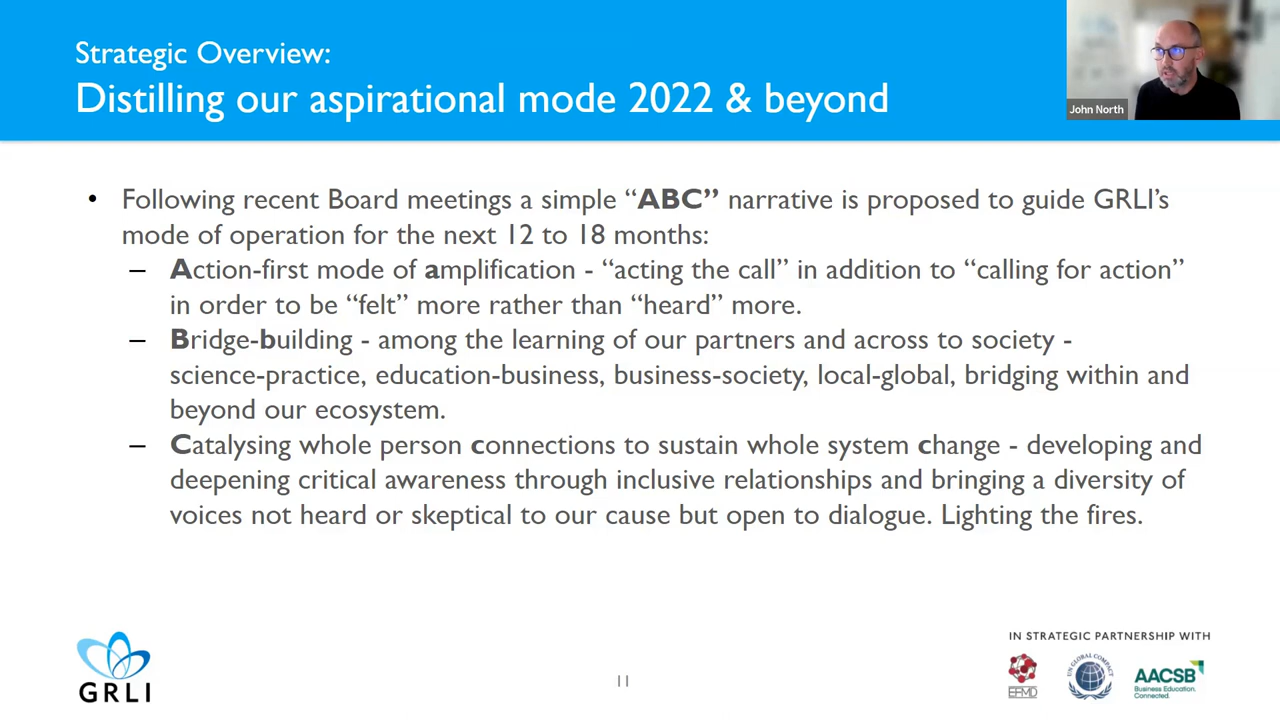 Strategic Overview:
Distilling our aspirational mode 2022 & beyond
John North
• Following recent Board meetings a simple “ABC” narrative is proposed to guide GRLI’s
mode of operation for the next 12 to 18 months:
– Action-first mode of amplification - “acting the call” in addition to “calling for action”
in order to be “felt” more rather than “heard” more.
– Bridge-building - among the learning of our partners and across to society -
science-practice, education-business, business-society, local-global, bridging within and
beyond our ecosystem.
– Catalysing whole person connections to sustain whole system change - developing and
deepening critical awareness through inclusive relationships and bringing a diversity of
voices not heard or skeptical to our cause but open to dialogue. Lighting the fires.
GRLI
11
IN STRATEGIC PARTNERSHIP WITH
EFMD
UN GLOBAL COMPACT
AACSB
Business Education.
Connected.